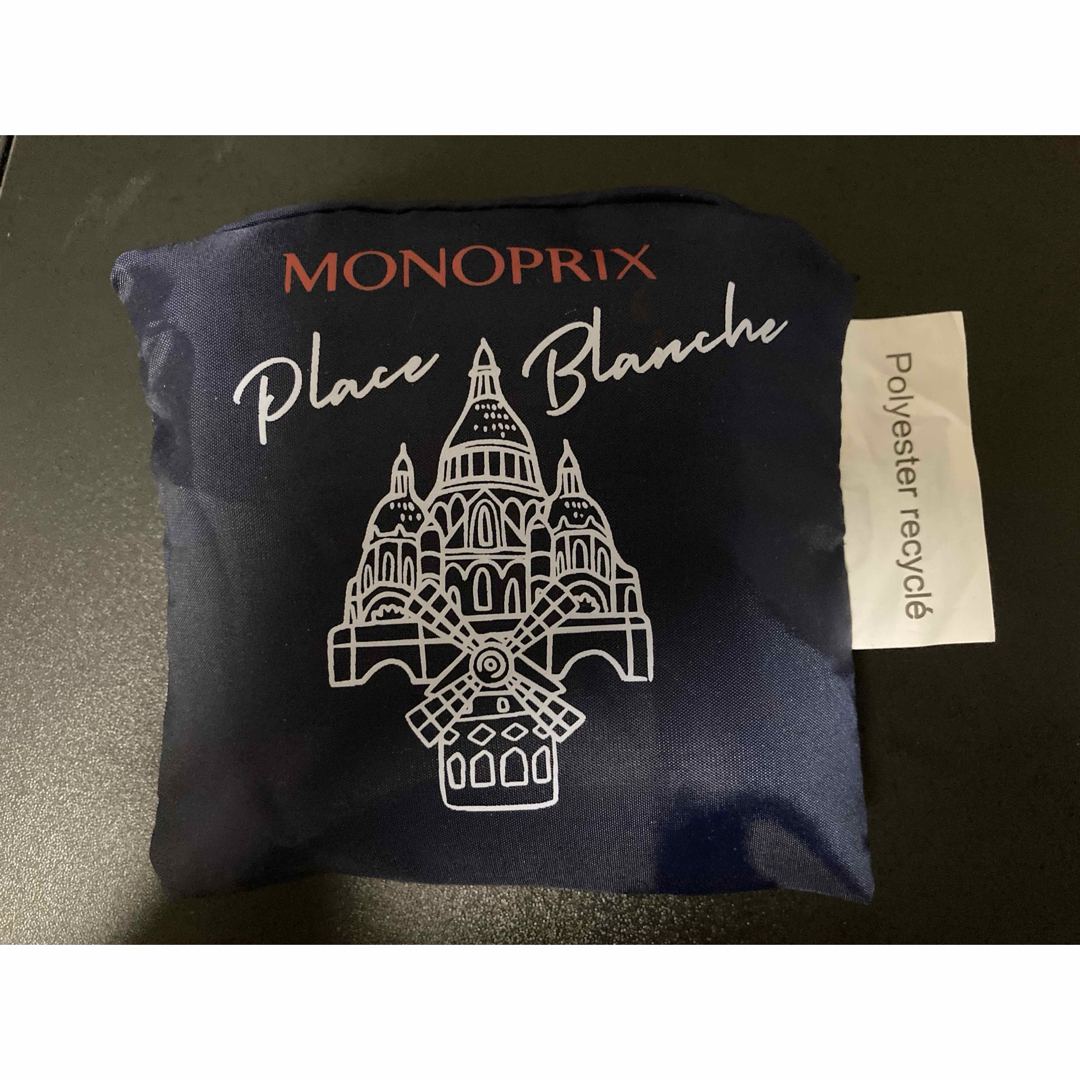 MONOPRIX
Place Blanche
Polyester recyclé